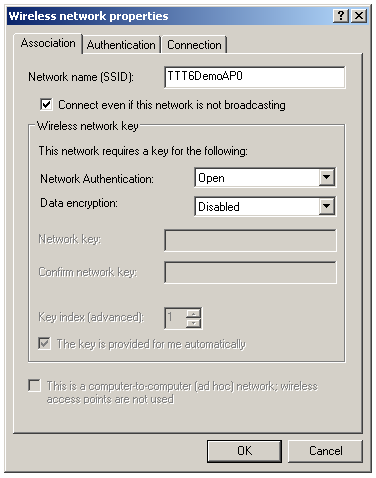 Wireless network properties
Association Authentication Connection
Network name (SSID): TTT6DemoAP0
Connect even if this network is not broadcasting
Wireless network key
This network requires a key for the following:
Network Authentication: Open
Data encryption: Disabled
Network key:
Confirm network key:
Key index (advanced): 1
The key is provided for me automatically
This is a computer-to-computer (ad hoc) network; wireless
access points are not used
OK Cancel